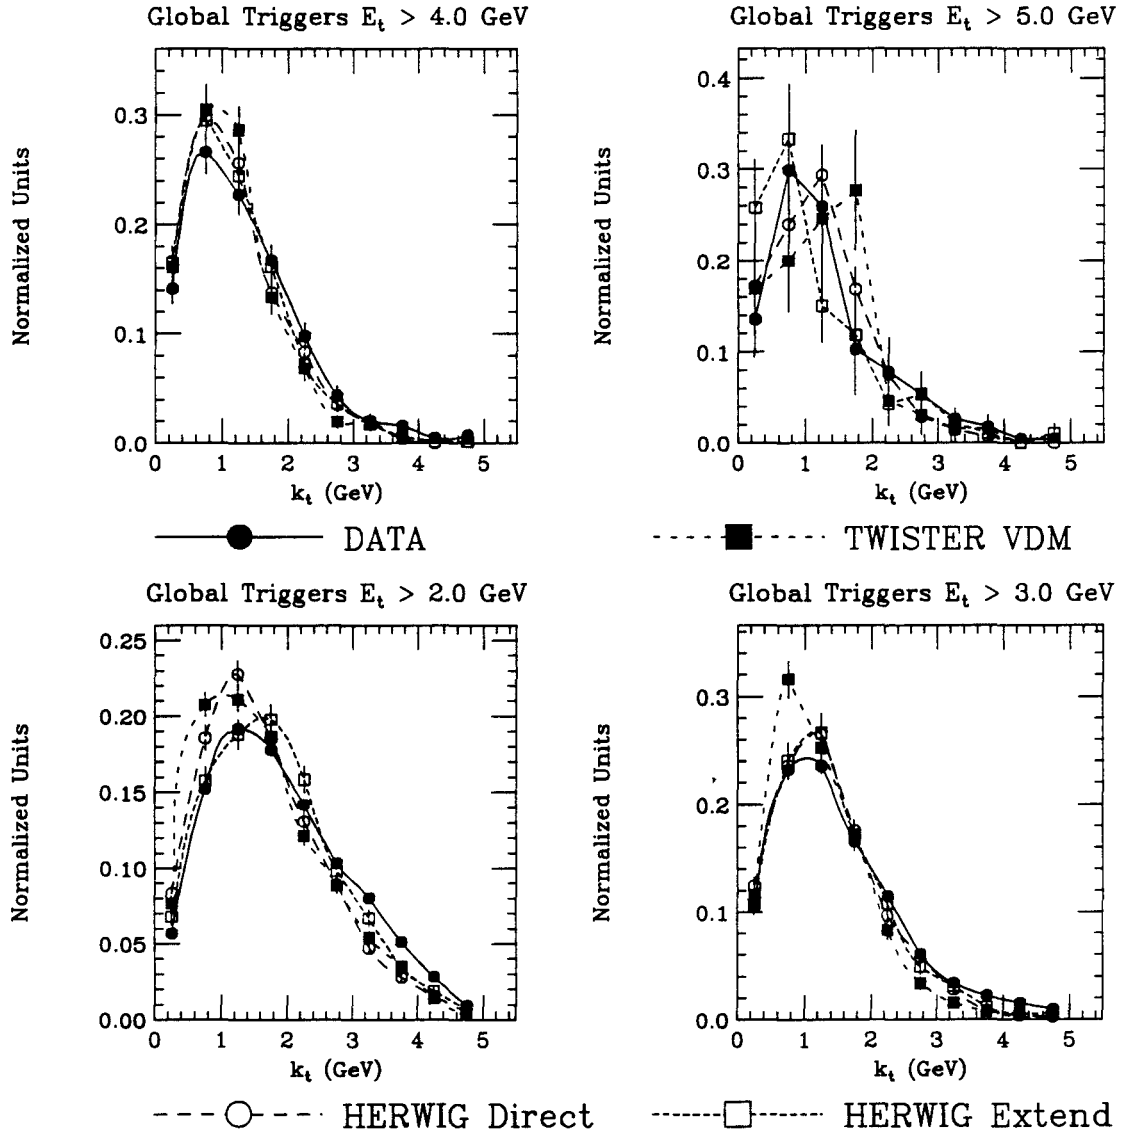 Global Triggers E_t > 4.0 GeV
Global Triggers E_t > 5.0 GeV
Normalized Units
0.3
0.2
0.1
0.0
0 1 2 3 4 5
k_t (GeV)
Normalized Units
0.4
0.3
0.2
0.1
0.0
0 1 2 3 4 5
k_t (GeV)
DATA
TWISTER VDM
Global Triggers E_t > 2.0 GeV
Global Triggers E_t > 3.0 GeV
Normalized Units
0.25
0.20
0.15
0.10
0.05
0.00
0 1 2 3 4 5
k_t (GeV)
Normalized Units
0.3
0.2
0.1
0.0
0 1 2 3 4 5
k_t (GeV)
HERWIG Direct
HERWIG Extend